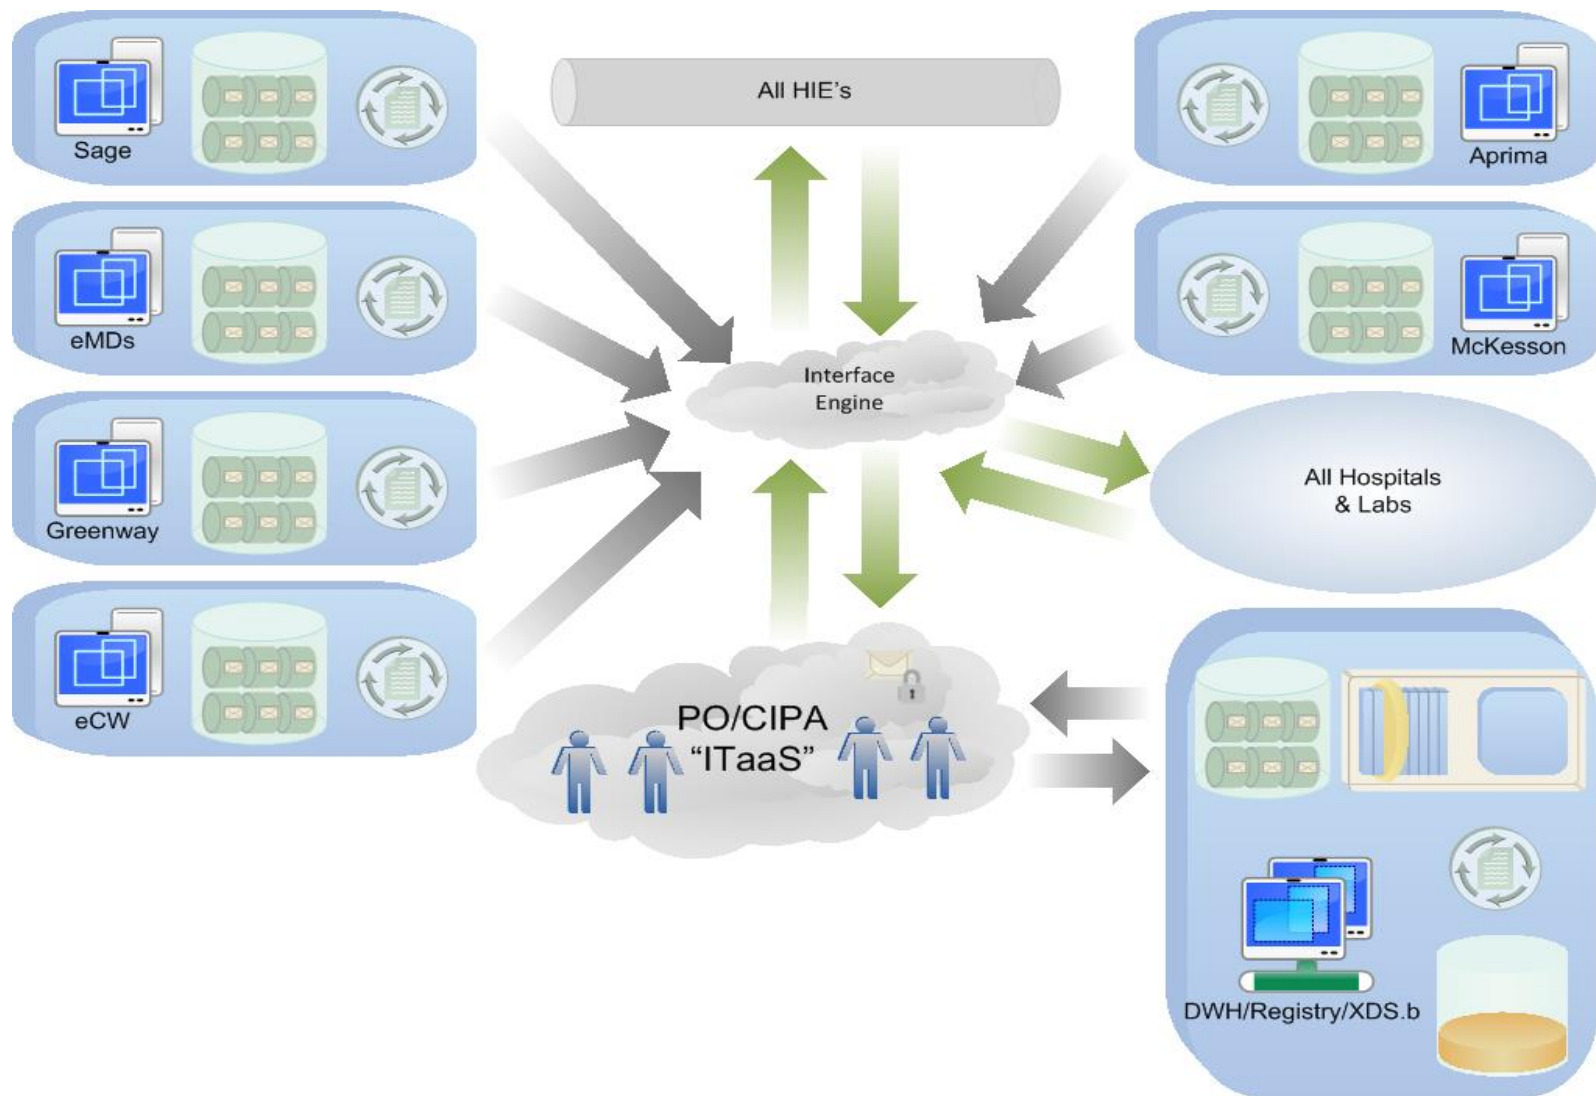 Sage
All HIE's
Aprima
eMDs
McKesson
Interface
Engine
Greenway
All Hospitals
& Labs
eCW
PO/CIPA
“ITaaS”
DWH/Registry/XDS.b